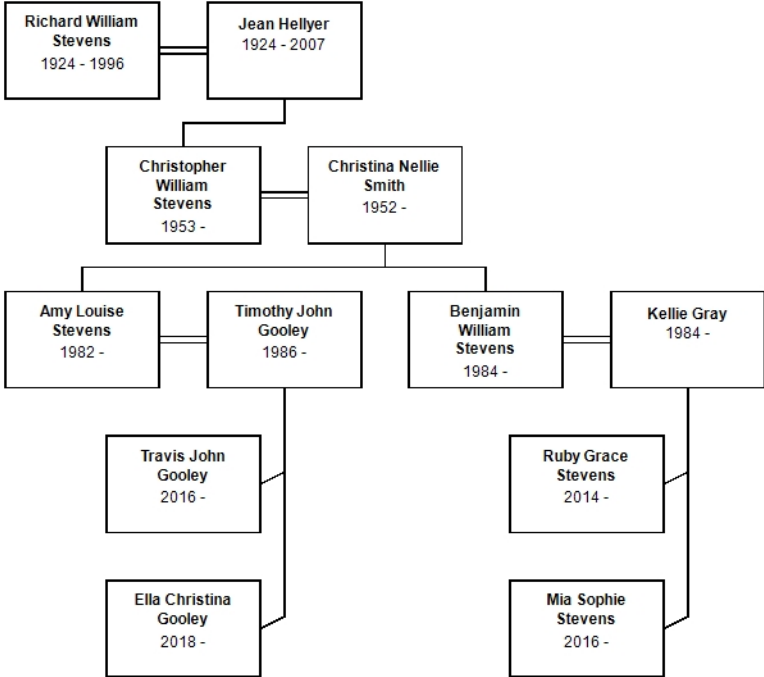 Richard William
Stevens
1924 - 1996
Jean Hellyer
1924 - 2007
Christopher
William
Stevens
1953 -
Christina Nellie
Smith
1952 -
Amy Louise
Stevens
1982 -
Timothy John
Gooley
1986 -
Benjamin
William
Stevens
1984 -
Kellie Gray
1984 -
Travis John
Gooley
2016 -
Ruby Grace
Stevens
2014 -
Ella Christina
Gooley
2018 -
Mia Sophie
Stevens
2016 -